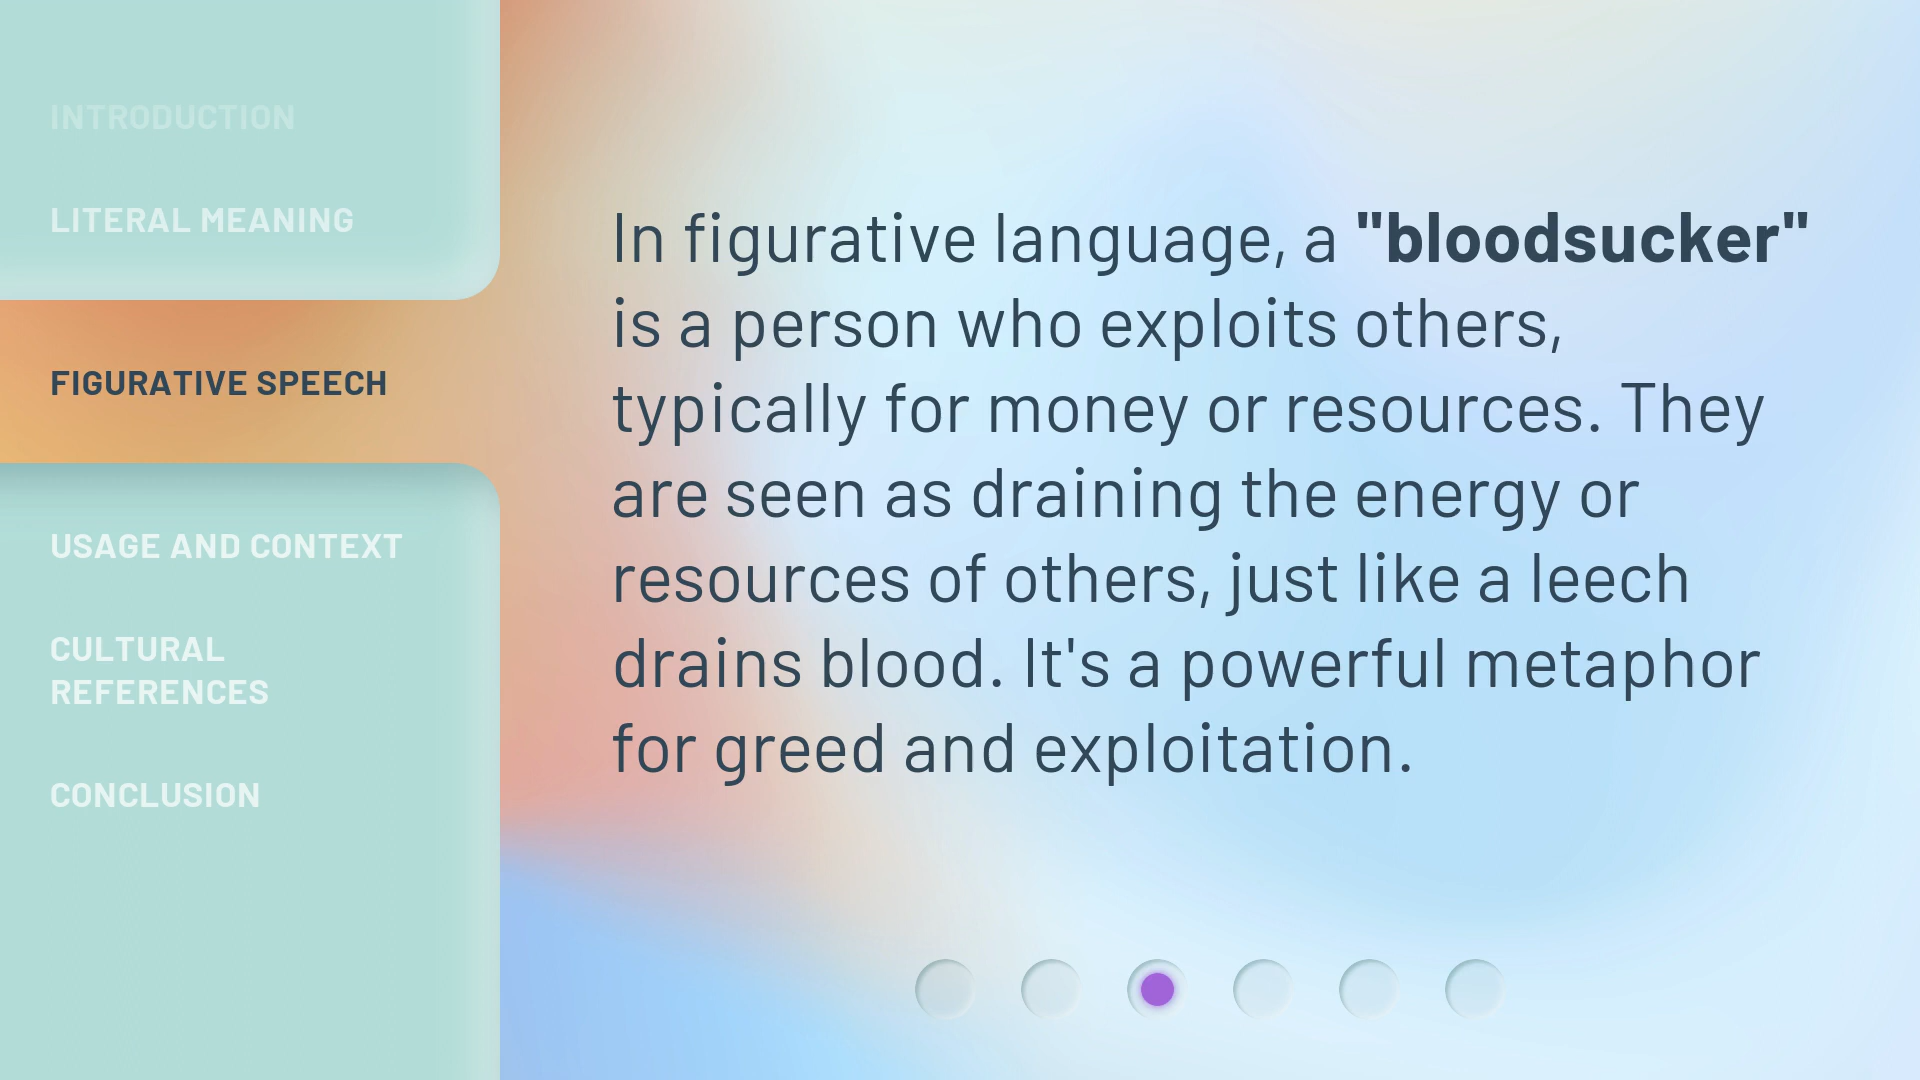 INTRODUCTION
LITERAL MEANING
FIGURATIVE SPEECH
USAGE AND CONTEXT
CULTURAL
REFERENCES
CONCLUSION
In figurative language, a "bloodsucker"
is a person who exploits others,
typically for money or resources. They
are seen as draining the energy or
resources of others, just like a leech
drains blood. It's a powerful metaphor
for greed and exploitation.